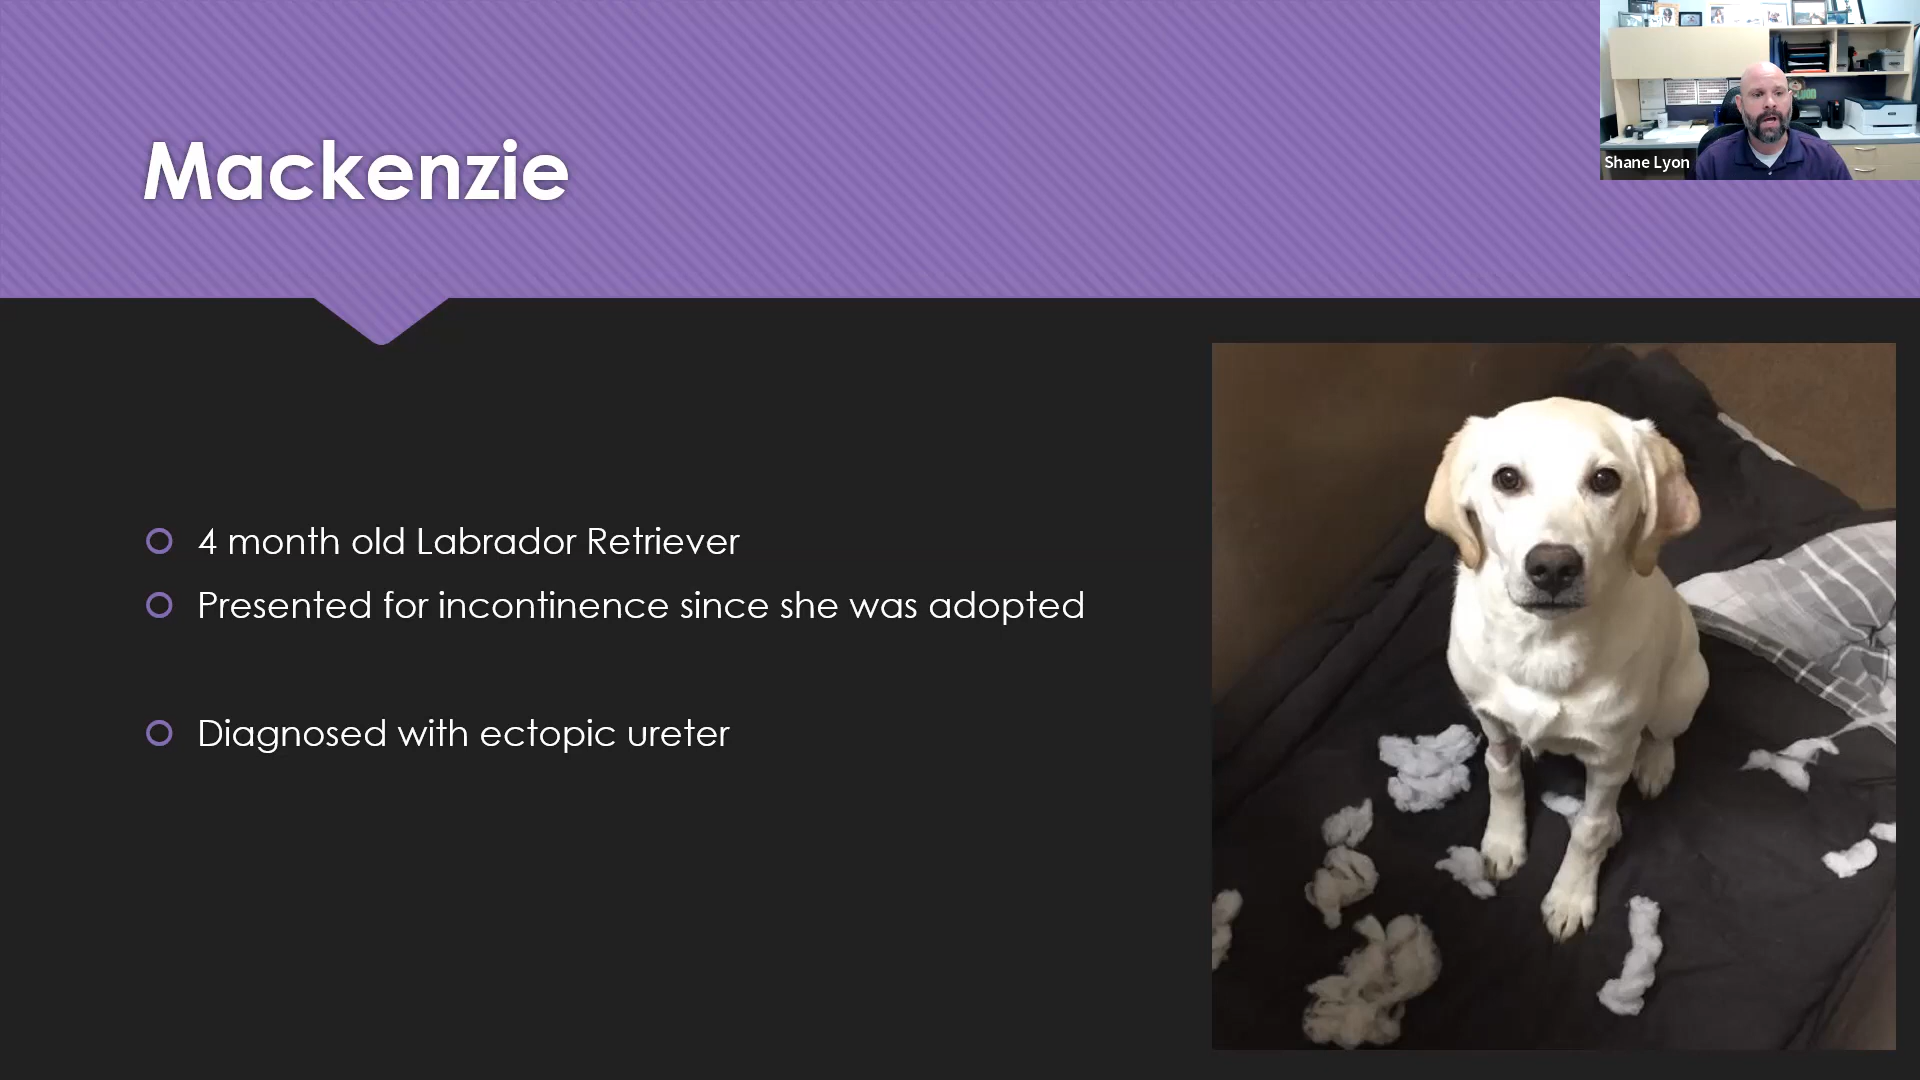 Mackenzie
Shane Lyon
4 month old Labrador Retriever
Presented for incontinence since she was adopted
Diagnosed with ectopic ureter